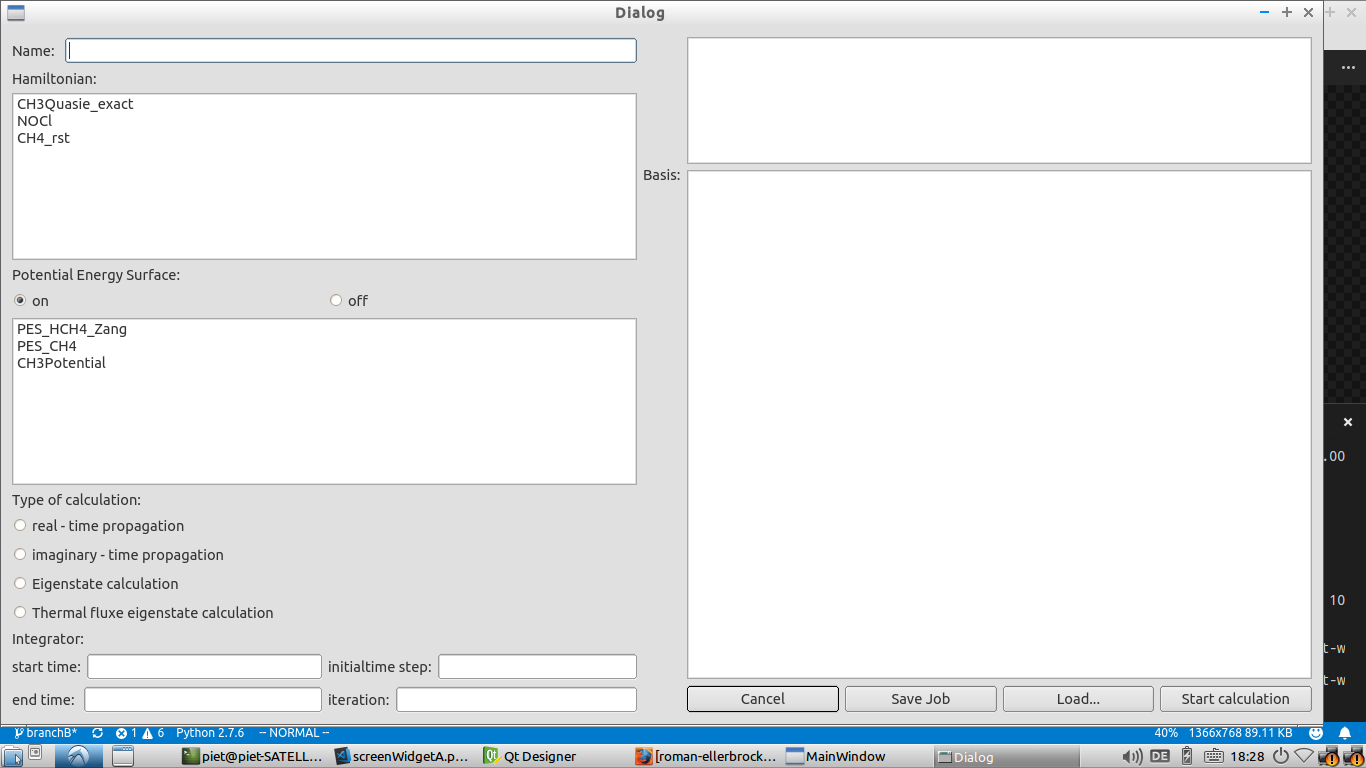 Dialog
Name:
Hamiltonian:
CH3Quasie_exact
NOCl
CH4_rst
Potential Energy Surface:
on off
PES_HCH4_Zang
PES_CH4
CH3Potential
Type of calculation:
real - time propagation
imaginary - time propagation
Eigenstate calculation
Thermal fluxe eigenstate calculation
Integrator:
start time: initialtime step:
end time: iteration:
Basis:
Cancel Save Job Load... Start calculation
.00
10
t-w
t-w
branchB* 1 6 Python 2.7.6 -- NORMAL -- 40% 1366x768 89.11 KB
piet@piet-SATELL... screenWidgetA.p... Qt Designer [roman-ellerbrock... MainWindow Dialog DE 18:28